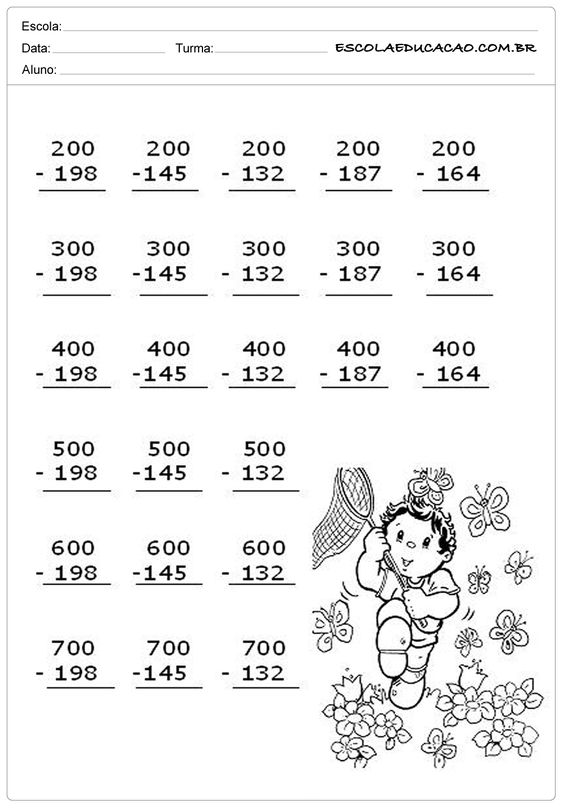 Escola:
Data: Turma: ESCOLAEDUCACAO.COM.BR
Aluno:
200 200 200 200 200
- 198 -145 - 132 - 187 - 164
300 300 300 300 300
- 198 -145 - 132 - 187 - 164
400 400 400 400 400
- 198 -145 - 132 - 187 - 164
500 500 500
- 198 -145 - 132
600 600 600
- 198 -145 - 132
700 700 700
- 198 -145 - 132